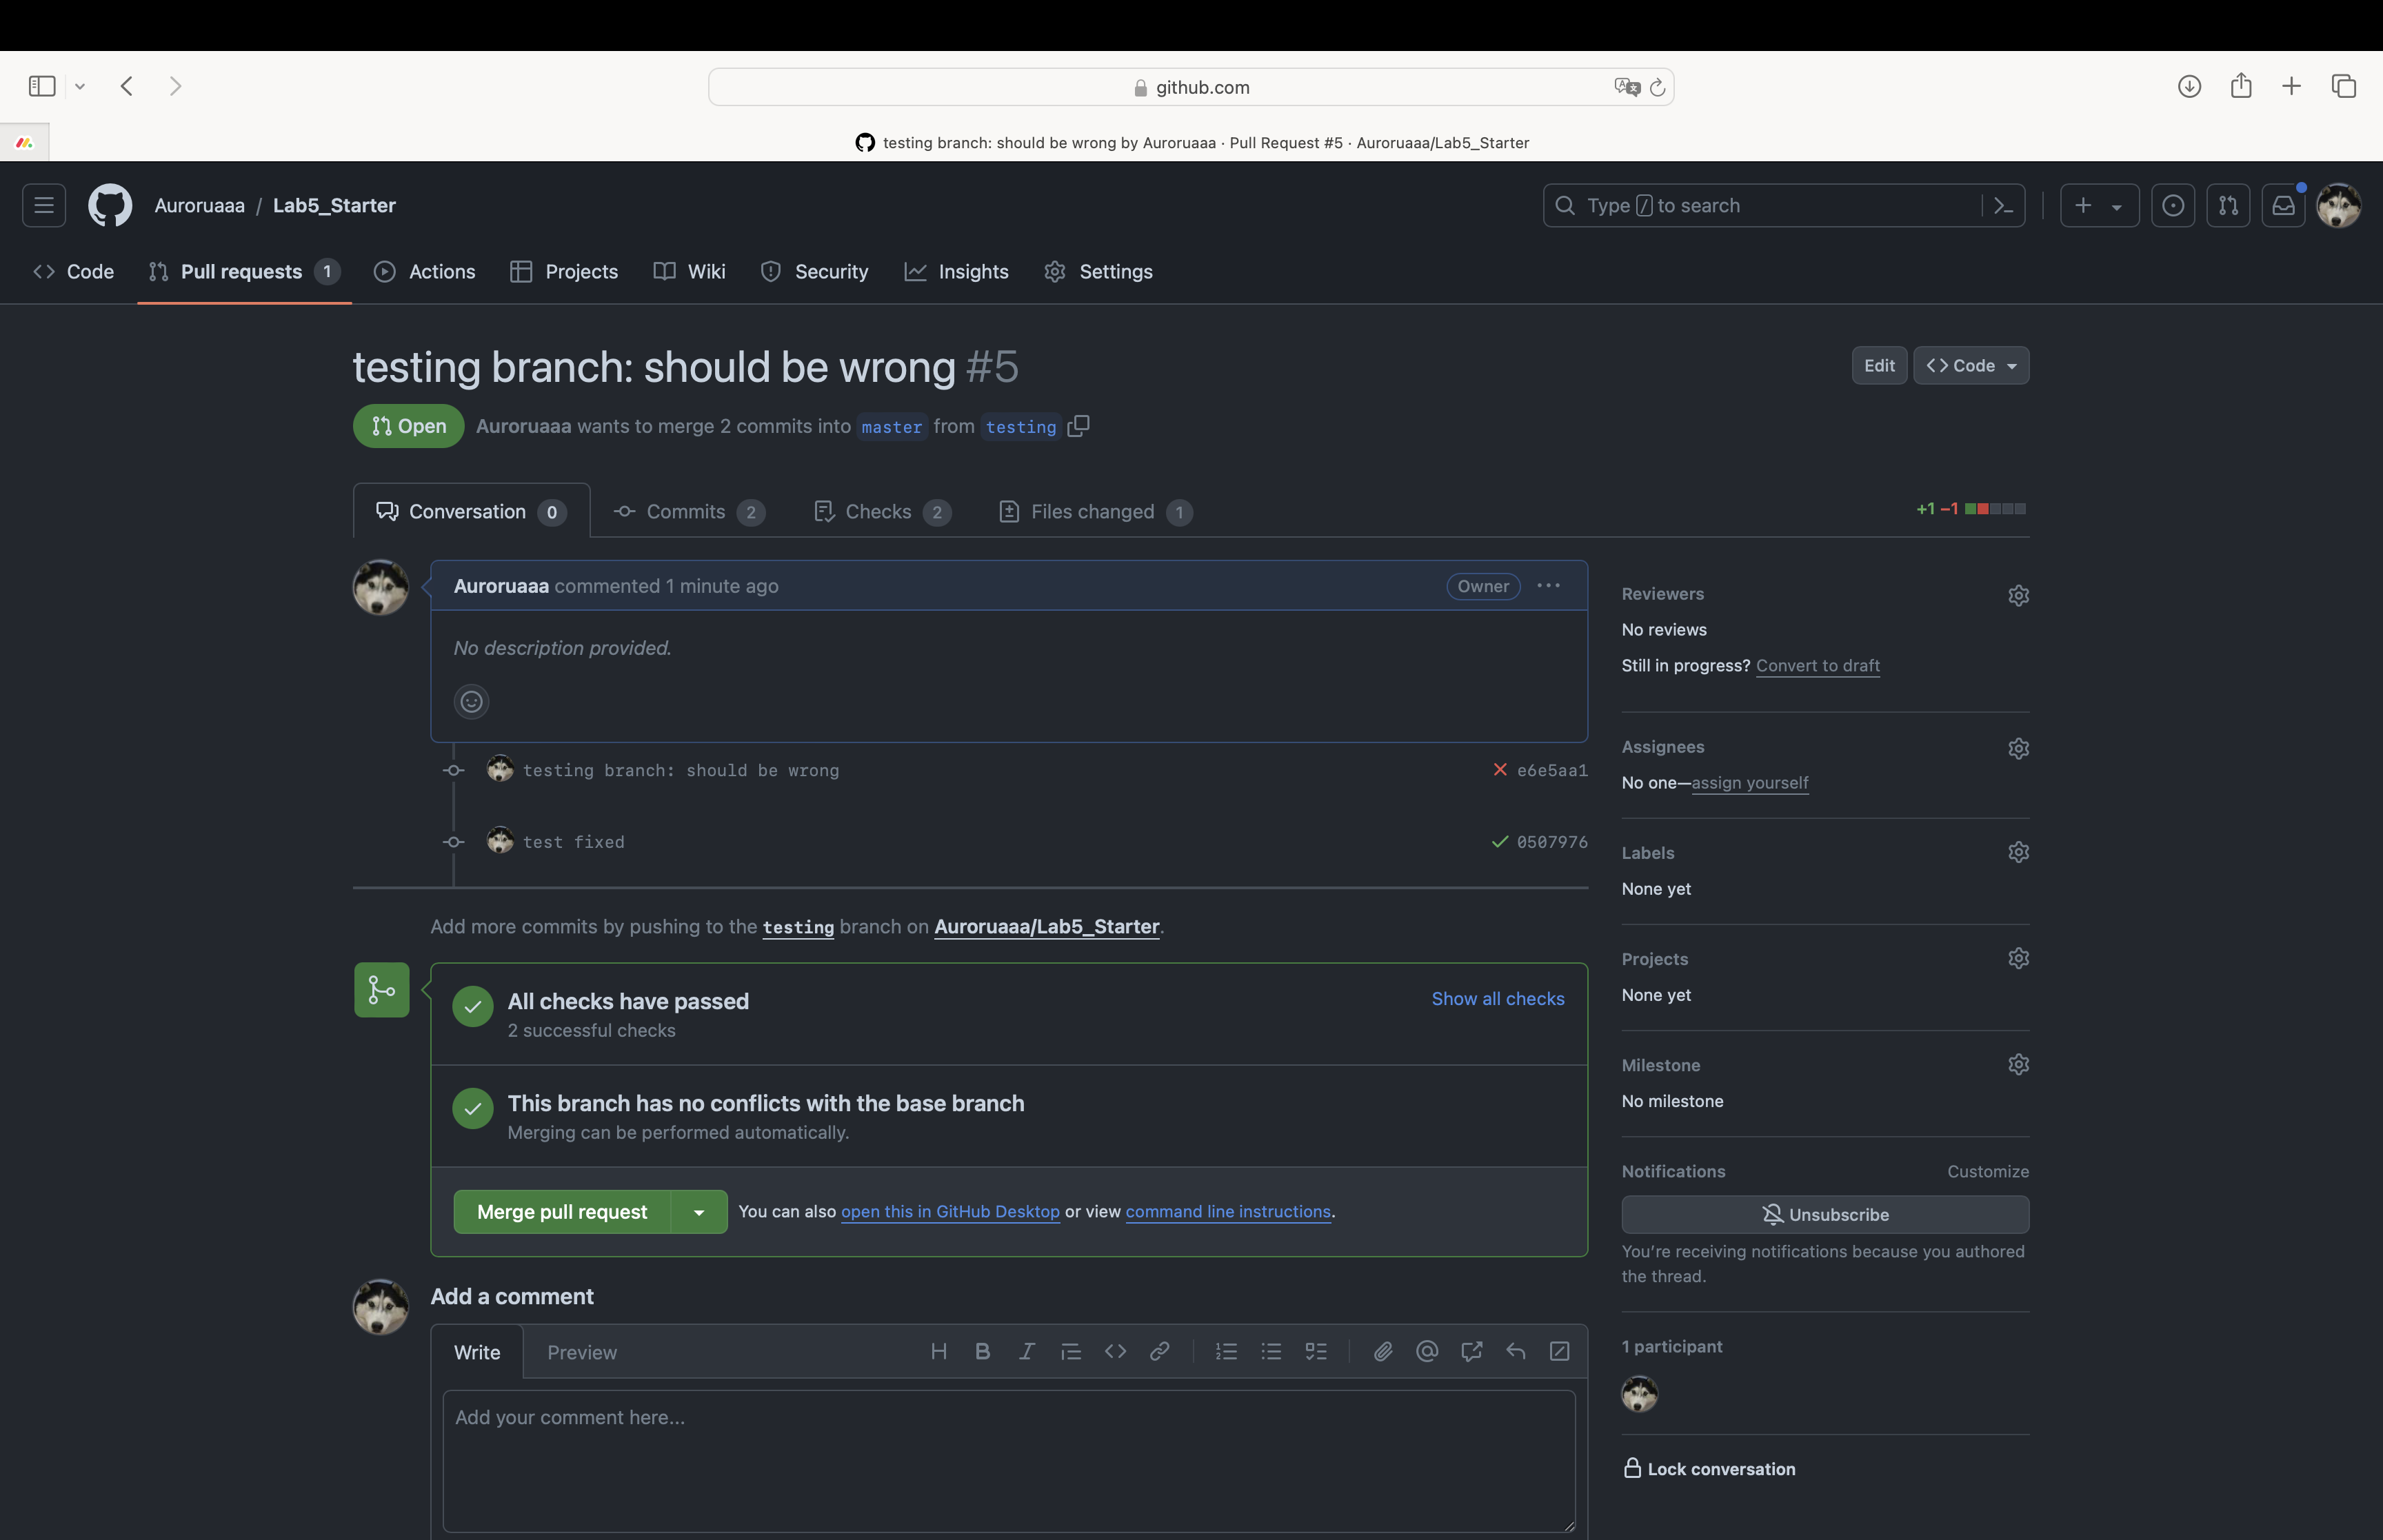 github.com
testing branch: should be wrong by Auroruaaa · Pull Request #5 · Auroruaaa/Lab5_Starter
Auroruaaa / Lab5_Starter
Type / to search
Code
Pull requests 1
Actions
Projects
Wiki
Security
Insights
Settings
testing branch: should be wrong #5
Edit
Code
Open
Auroruaaa wants to merge 2 commits into master from testing
Conversation 0
Commits 2
Checks 2
Files changed 1
+1 −1
Auroruaaa commented 1 minute ago
Owner
No description provided.
testing branch: should be wrong
e6e5aa1
test fixed
0507976
Add more commits by pushing to the testing branch on Auroruaaa/Lab5_Starter.
All checks have passed
2 successful checks
Show all checks
This branch has no conflicts with the base branch
Merging can be performed automatically.
Merge pull request
You can also open this in GitHub Desktop or view command line instructions.
Add a comment
Write
Preview
Add your comment here...
Reviewers
No reviews
Still in progress? Convert to draft
Assignees
No one—assign yourself
Labels
None yet
Projects
None yet
Milestone
No milestone
Notifications
Customize
Unsubscribe
You're receiving notifications because you authored
the thread.
1 participant
Lock conversation